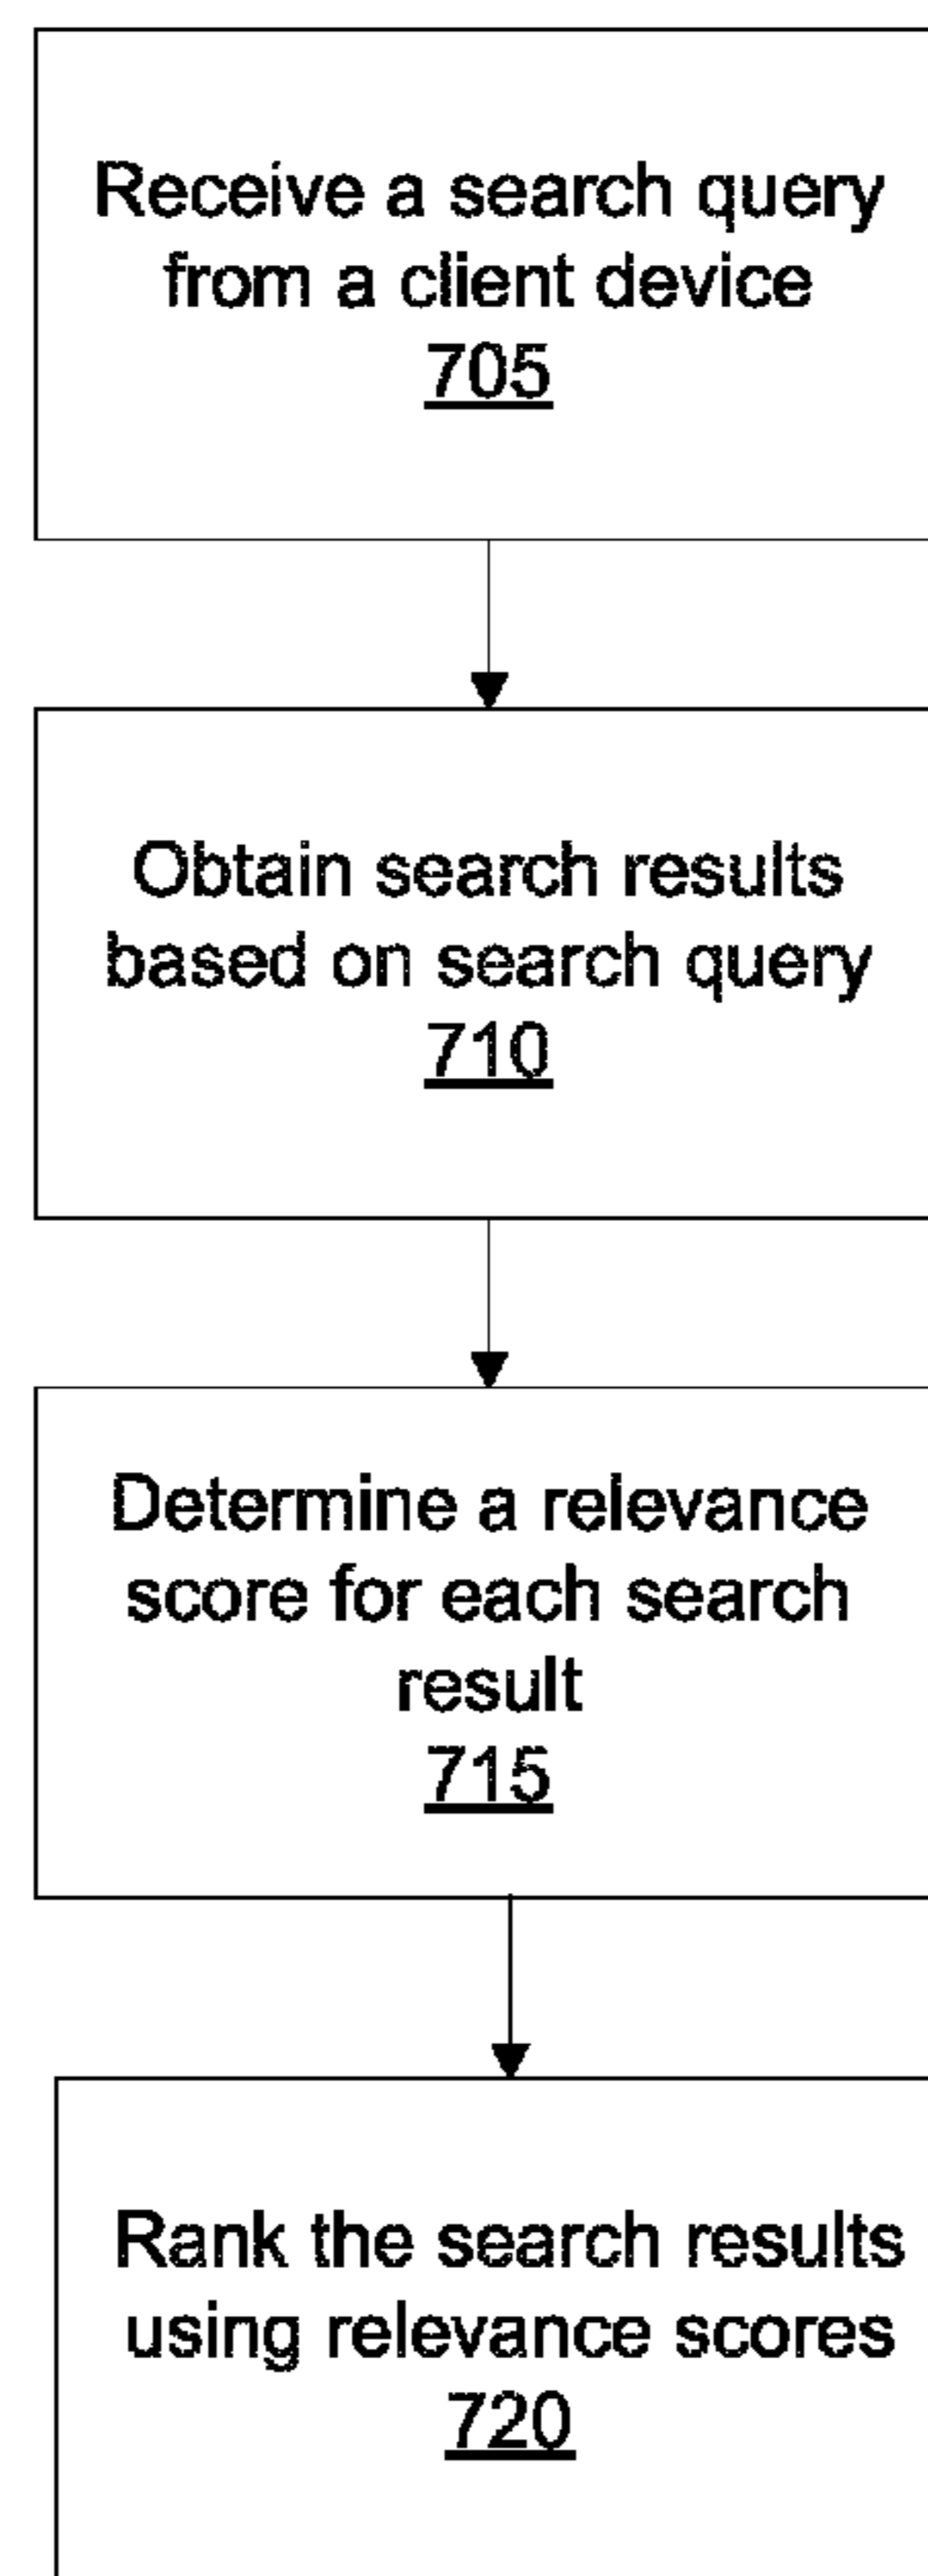 Receive a search query
from a client device
705
Obtain search results
based on search query
710
Determine a relevance
score for each search
result
715
Rank the search results
using relevance scores
720